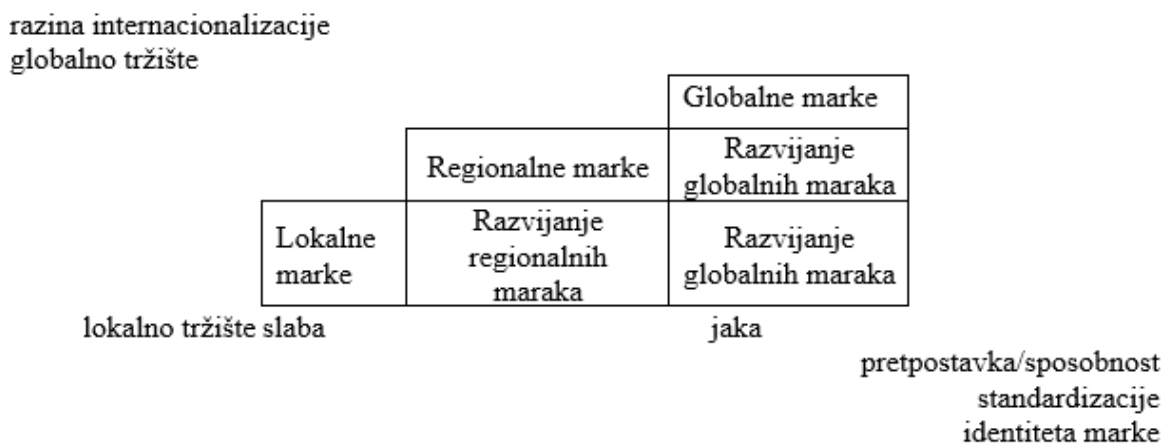 razina internacionalizacije
globalno tržište
Globalne marke
Regionalne marke
Razvijanje
globalnih maraka
Lokalne
marke
Razvijanje
regionalnih
maraka
Razvijanje
globalnih maraka
lokalno tržište slaba
jaka
pretpostavka/sposobnost
standardizacije
identiteta marke